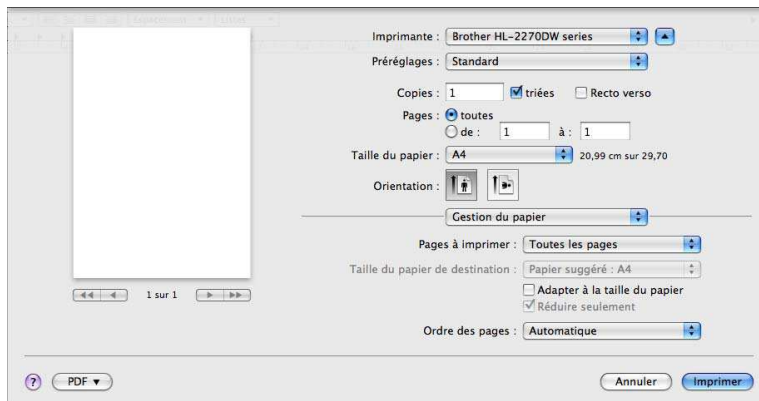 Imprimante : Brother HL-2270DW series
Préréglages : Standard
Copies : 1 triées Recto verso
Pages : toutes
de : 1 à : 1
Taille du papier : A4 20,99 cm sur 29,70
Orientation :
Gestion du papier
Pages à imprimer : Toutes les pages
Taille du papier de destination : Papier suggéré : A4
Adapter à la taille du papier
Réduire seulement
Ordre des pages : Automatique
1 sur 1
? PDF Annuler Imprimer